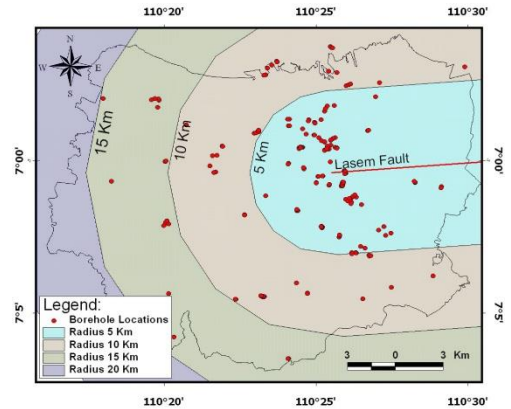 110°20' 110°25' 110°30'
N
W E
S
15 Km
10 Km
5 Km
Lasem Fault
7°00' 7°00'
7°5' 7°5'
Legend:
Borehole Locations
Radius 5 Km
Radius 10 Km
Radius 15 Km
Radius 20 Km
3 0 3 Km
110°20' 110°25' 110°30'